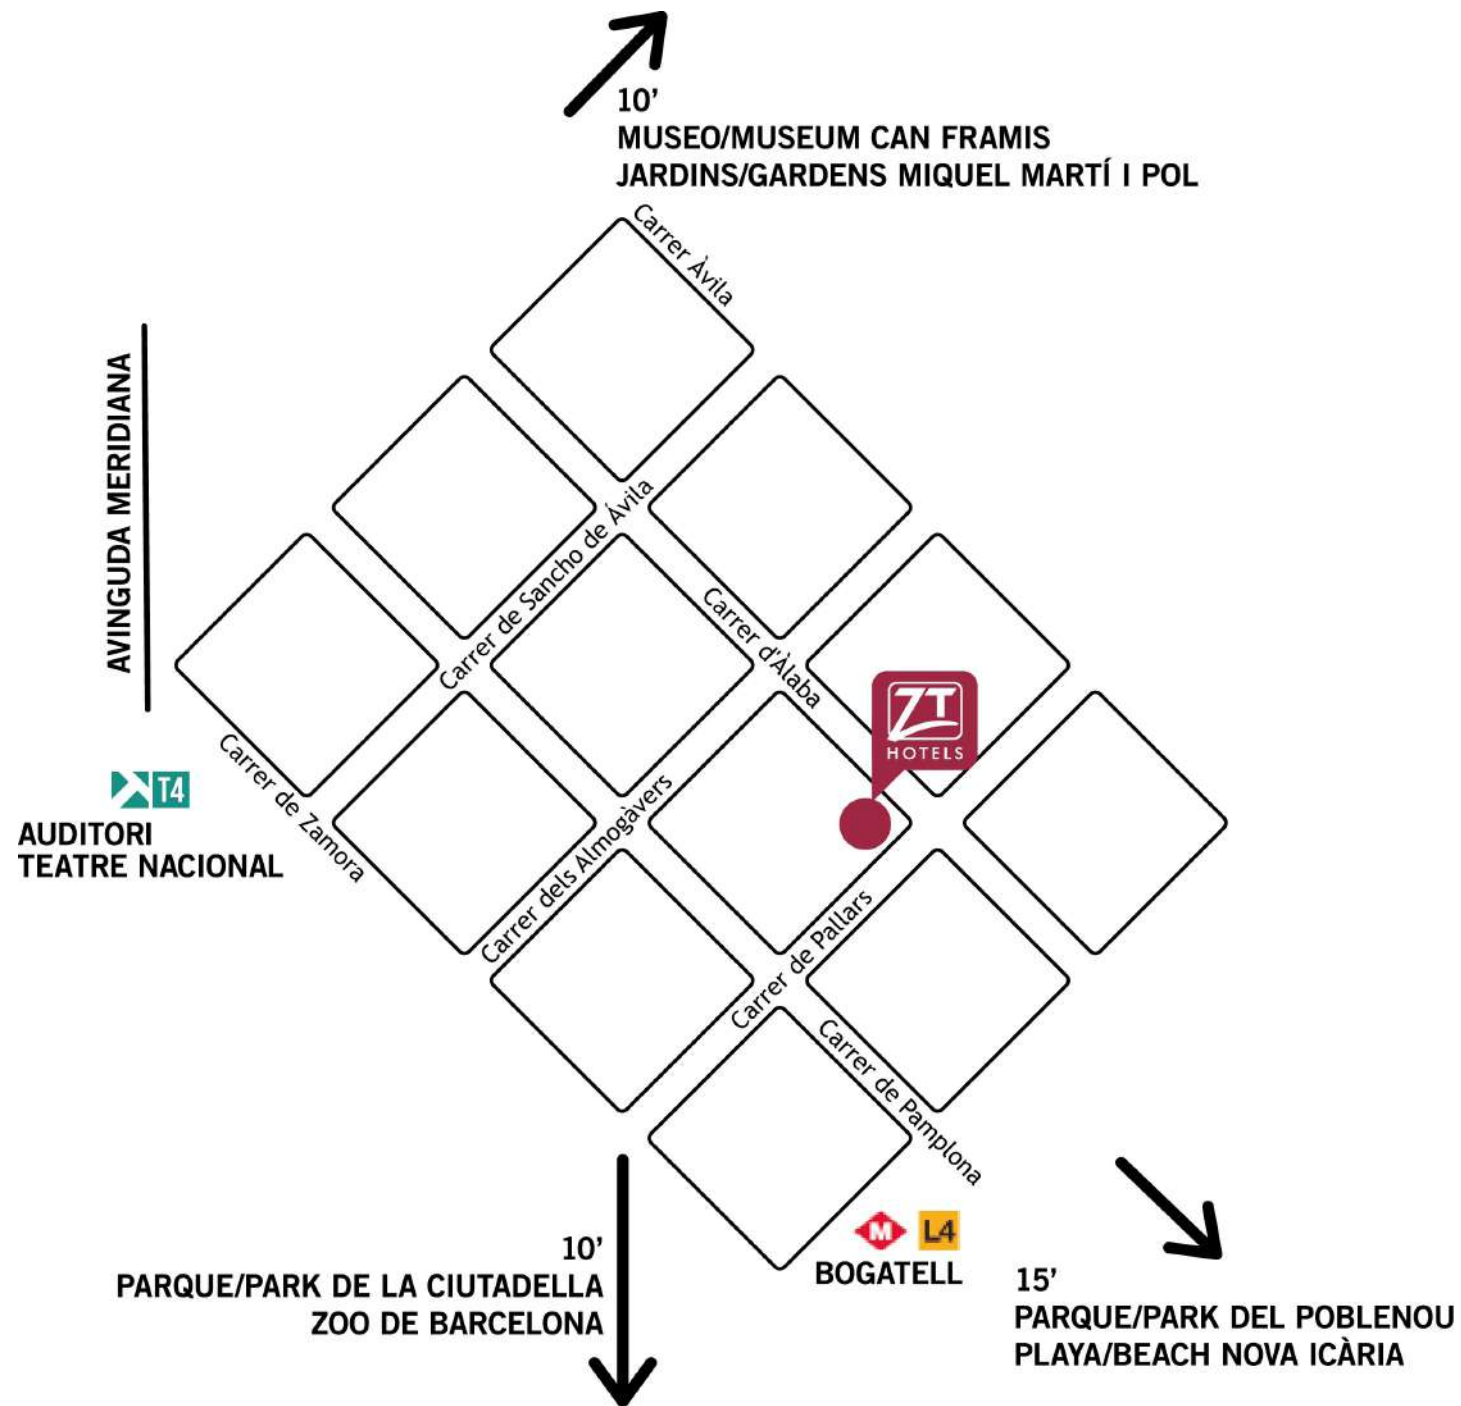 10’
MUSEO/MUSEUM CAN FRAMIS
JARDINS/GARDENS MIQUEL MARTÍ I POL
Carrer Àvila
AVINGUDA MERIDIANA
Carrer de Sancho de Ávila
Carrer d'Àlaba
ZT
HOTELS
Carrer de Zamora
T4
AUDITORI
TEATRE NACIONAL
Carrer dels Almogàvers
Carrer de Pallars
Carrer de Pamplona
M L4
BOGATELL
10’
PARQUE/PARK DE LA CIUTADELLA
ZOO DE BARCELONA
15’
PARQUE/PARK DEL POBLENOU
PLAYA/BEACH NOVA ICÀRIA